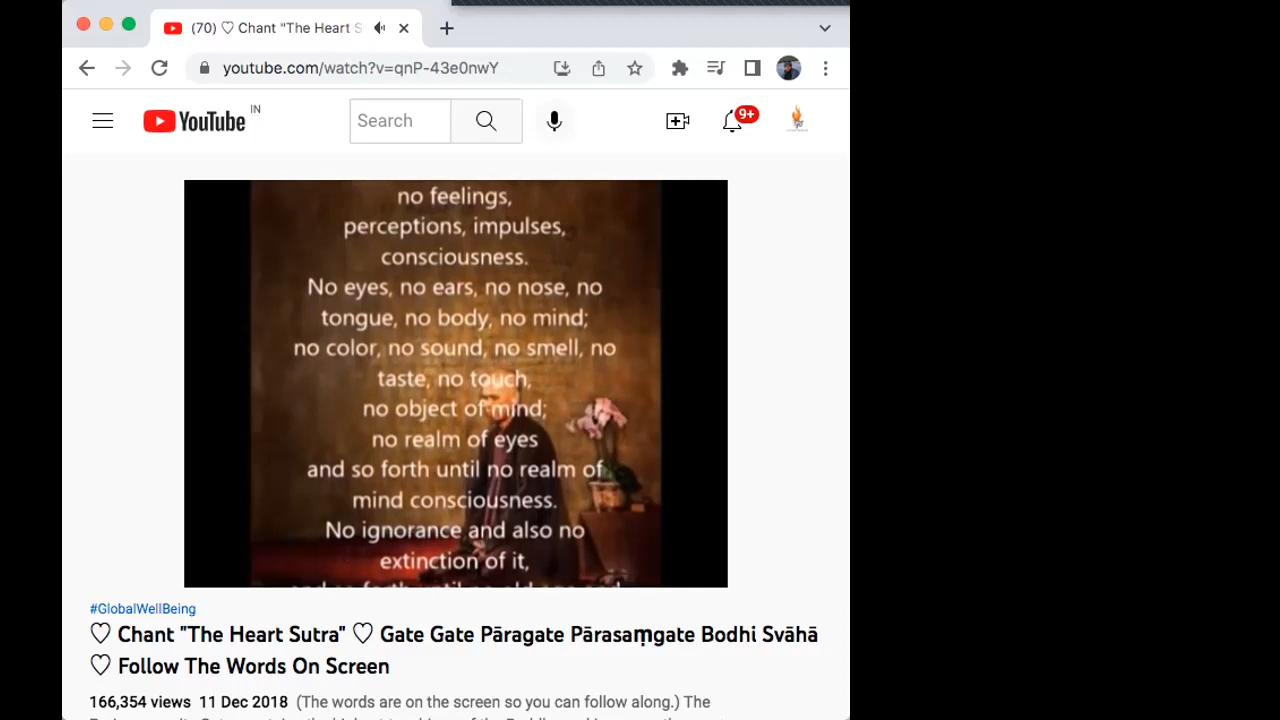 (70) ♡ Chant "The Heart S
youtube.com/watch?v=qnP-43e0nwY
YouTube IN
Search
9+
no feelings,
perceptions, impulses,
consciousness.
No eyes, no ears, no nose, no
tongue, no body, no mind;
no color, no sound, no smell, no
taste, no touch,
no object of mind;
no realm of eyes
and so forth until no realm of
mind consciousness.
No ignorance and also no
extinction of it,
#GlobalWellBeing
♡ Chant "The Heart Sutra" ♡ Gate Gate Pāragate Pārasaṃgate Bodhi Svāhā
♡ Follow The Words On Screen
166,354 views 11 Dec 2018 (The words are on the screen so you can follow along.) The